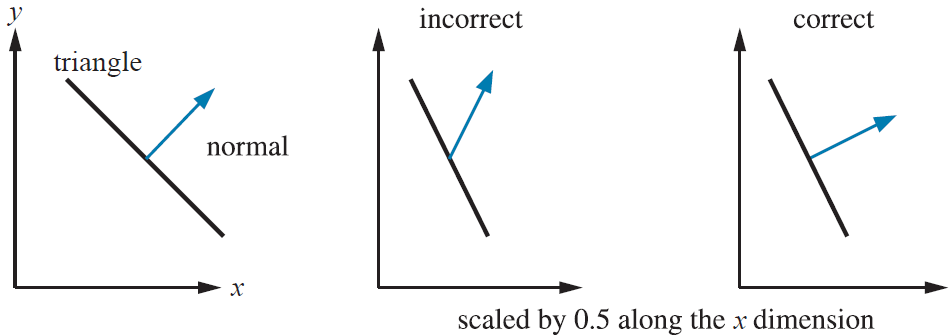 y
incorrect
correct
triangle
normal
x
scaled by 0.5 along the x dimension